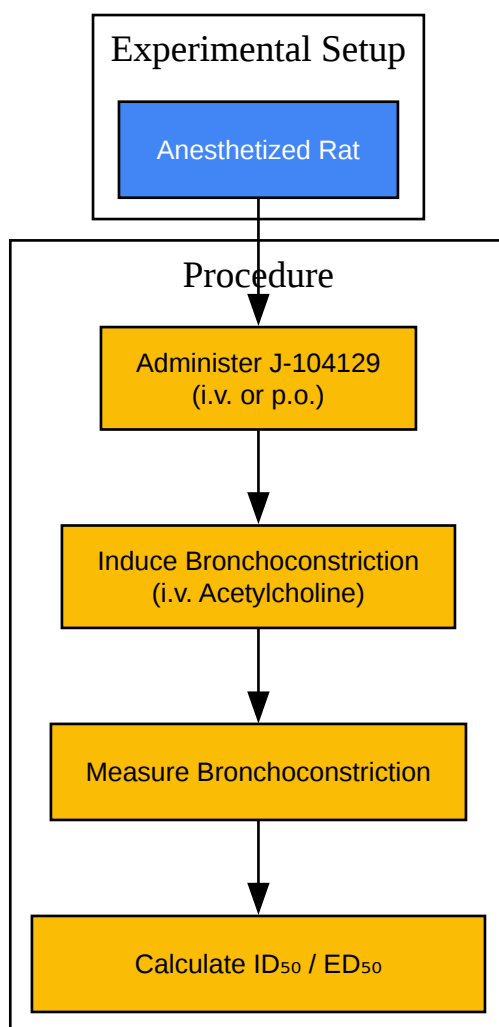 Experimental Setup
Anesthetized Rat
Procedure
Administer J-104129
(i.v. or p.o.)
Induce Bronchoconstriction
(i.v. Acetylcholine)
Measure Bronchoconstriction
Calculate ID₅₀ / ED₅₀